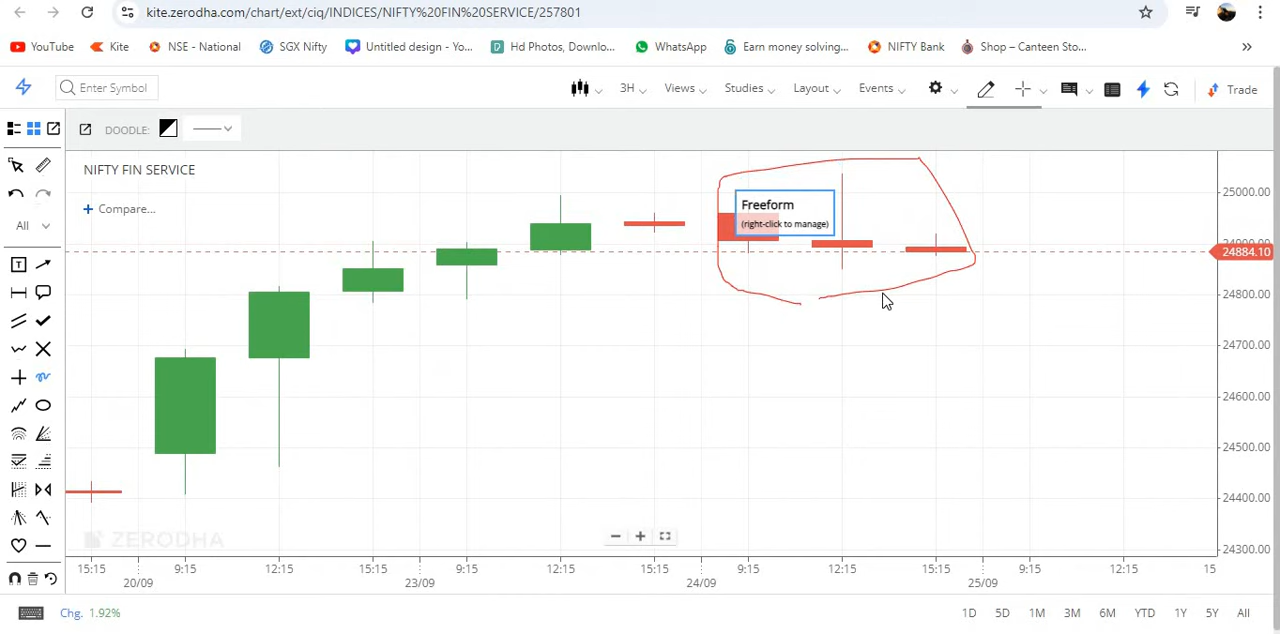 kite.zerodha.com/chart/ext/ciq/INDICES/NIFTY%20FIN%20SERVICE/257801
YouTube Kite NSE - National SGX Nifty Untitled design - Yo... Hd Photos, Downlo... WhatsApp Earn money solving... NIFTY Bank Shop – Canteen Sto... »
Enter Symbol 3H Views Studies Layout Events Trade
DOODLE:
NIFTY FIN SERVICE
+ Compare...
All
T
Freeform
(right-click to manage)
25000.00
24900.00
24884.10
24800.00
24700.00
24600.00
24500.00
24400.00
24300.00
ZERODHA
15:15 9:15 12:15 15:15 9:15 12:15 15:15 9:15 12:15 15:15 9:15 12:15 15
20/09 23/09 24/09 25/09
Chg. 1.92% 1D 5D 1M 3M 6M YTD 1Y 5Y All